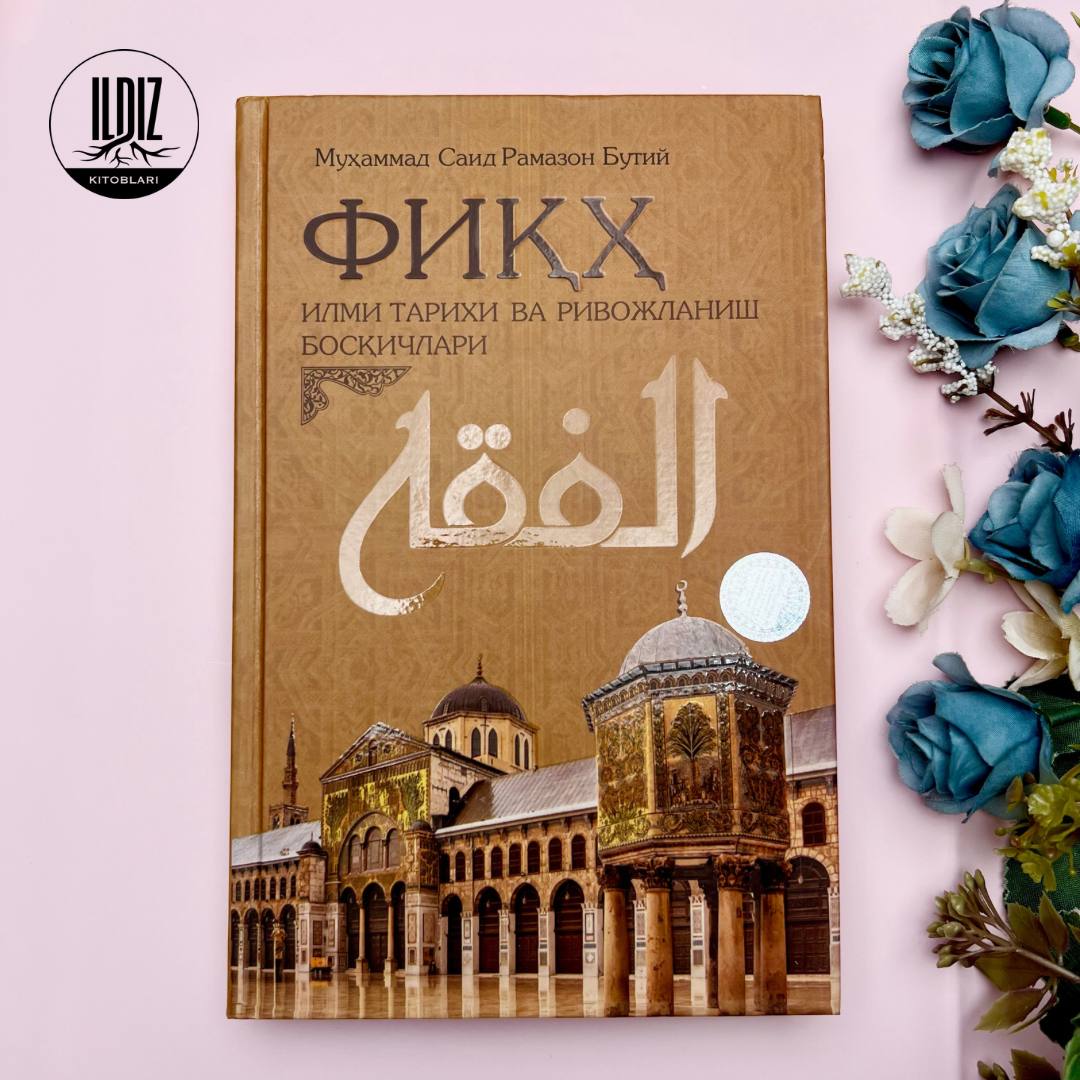 ILDIZ
KITOBLARI
Муҳаммад Саид Рамазон Бутий
ФИҚҲ
ИЛМИ ТАРИХИ ВА РИВОЖЛАНИШ
БОСҚИЧЛАРИ
الفقه